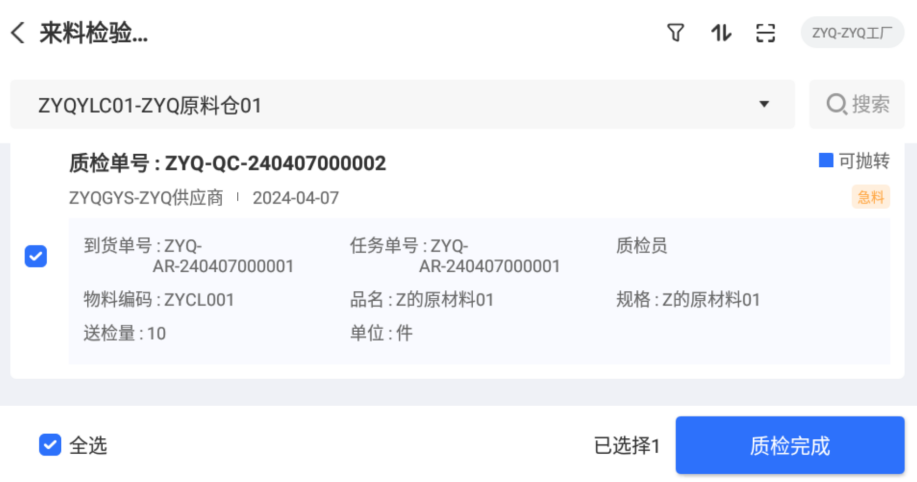 来料检验...
ZYQ-ZYQ工厂
ZYQYLC01-ZYQ原料仓01
搜索
质检单号 : ZYQ-QC-240407000002
可抛转
ZYQGYS-ZYQ供应商 | 2024-04-07
急料
到货单号 : ZYQ-
AR-240407000001
任务单号 : ZYQ-
AR-240407000001
质检员
物料编码 : ZYCL001
品名 : Z的原材料01
规格 : Z的原材料01
送检量 : 10
单位 : 件
全选
已选择1
质检完成